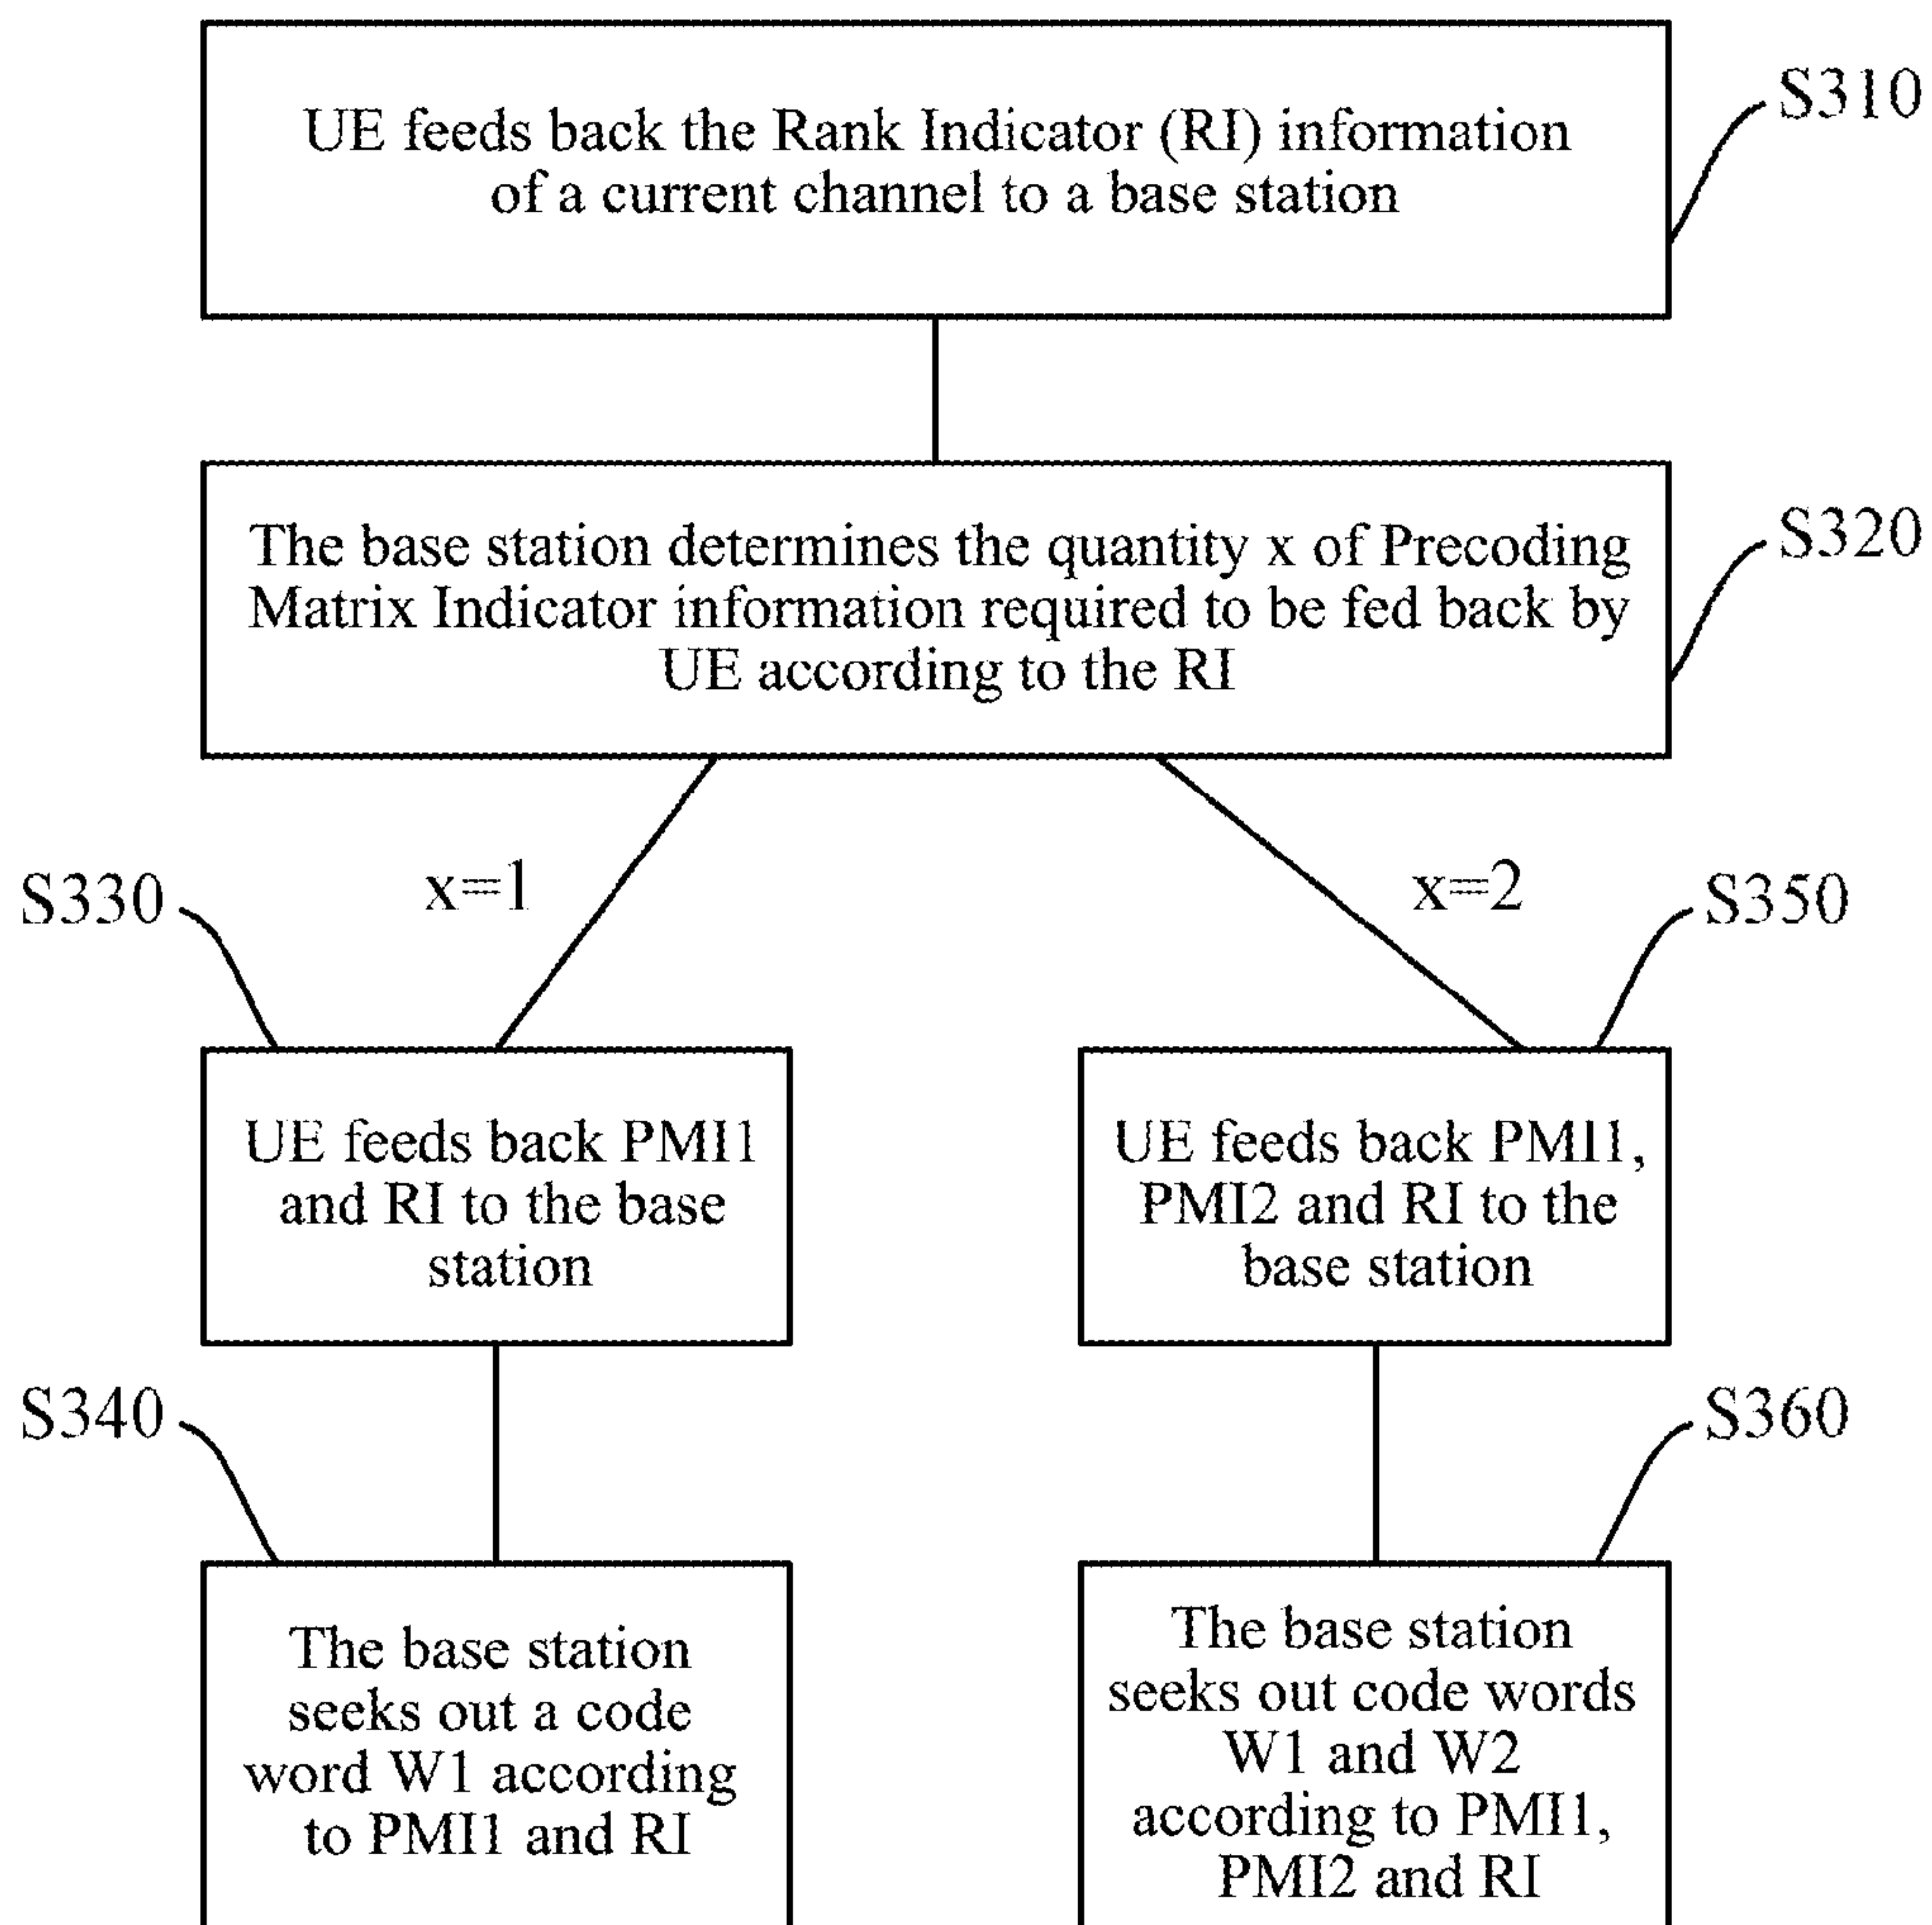 UE feeds back the Rank Indicator (RI) information
of a current channel to a base station
S310
The base station determines the quantity x of Precoding
Matrix Indicator information required to be fed back by
UE according to the RI
S320
x=1
x=2
S330
S350
UE feeds back PMI1
and RI to the base
station
UE feeds back PMI1,
PMI2 and RI to the
base station
S340
S360
The base station
seeks out a code
word W1 according
to PMI1 and RI
The base station
seeks out code words
W1 and W2
according to PMI1,
PMI2 and RI